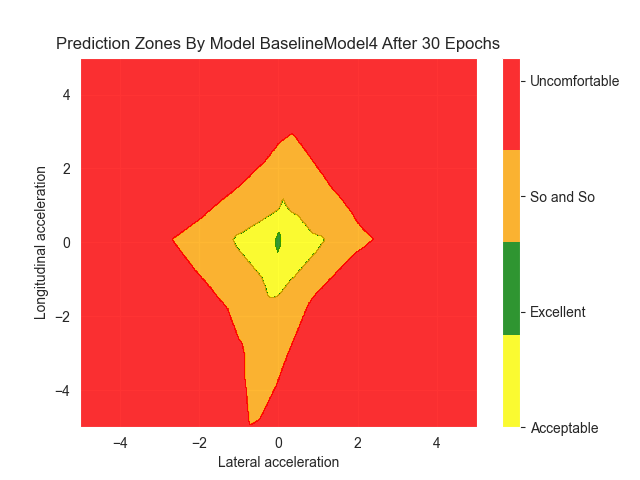 Prediction Zones By Model BaselineModel4 After 30 Epochs
4
2
0
−2
−4
−4
−2
0
2
4
Longitudinal acceleration
Lateral acceleration
Uncomfortable
So and So
Excellent
Acceptable